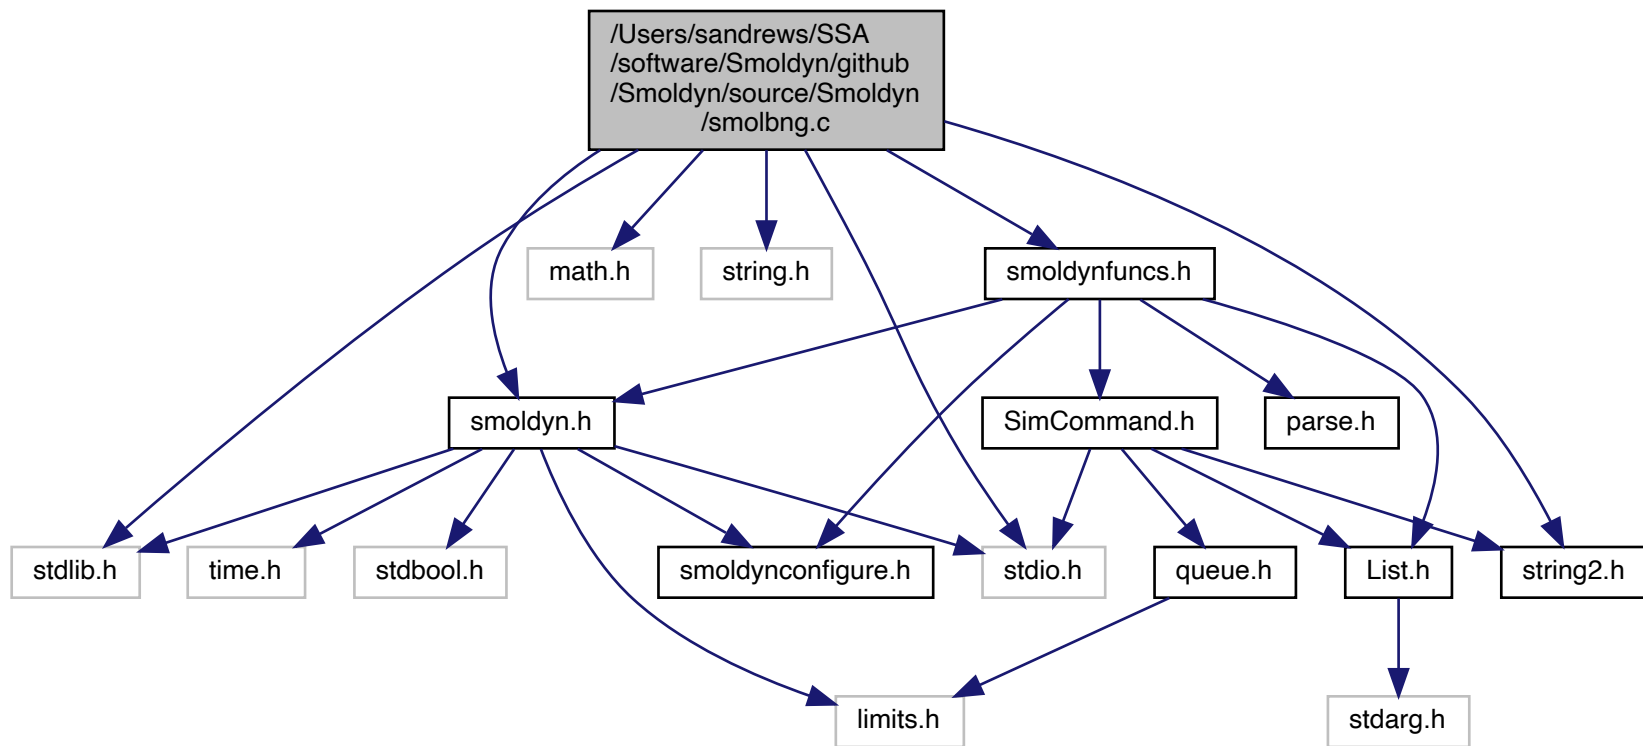 /Users/sandrews/SSA
/software/Smoldyn/github
/Smoldyn/source/Smoldyn
/smolbng.c
math.h
string.h
smoldynfuncs.h
smoldyn.h
SimCommand.h
parse.h
stdlib.h
time.h
stdbool.h
smoldynconfigure.h
stdio.h
queue.h
List.h
string2.h
limits.h
stdarg.h